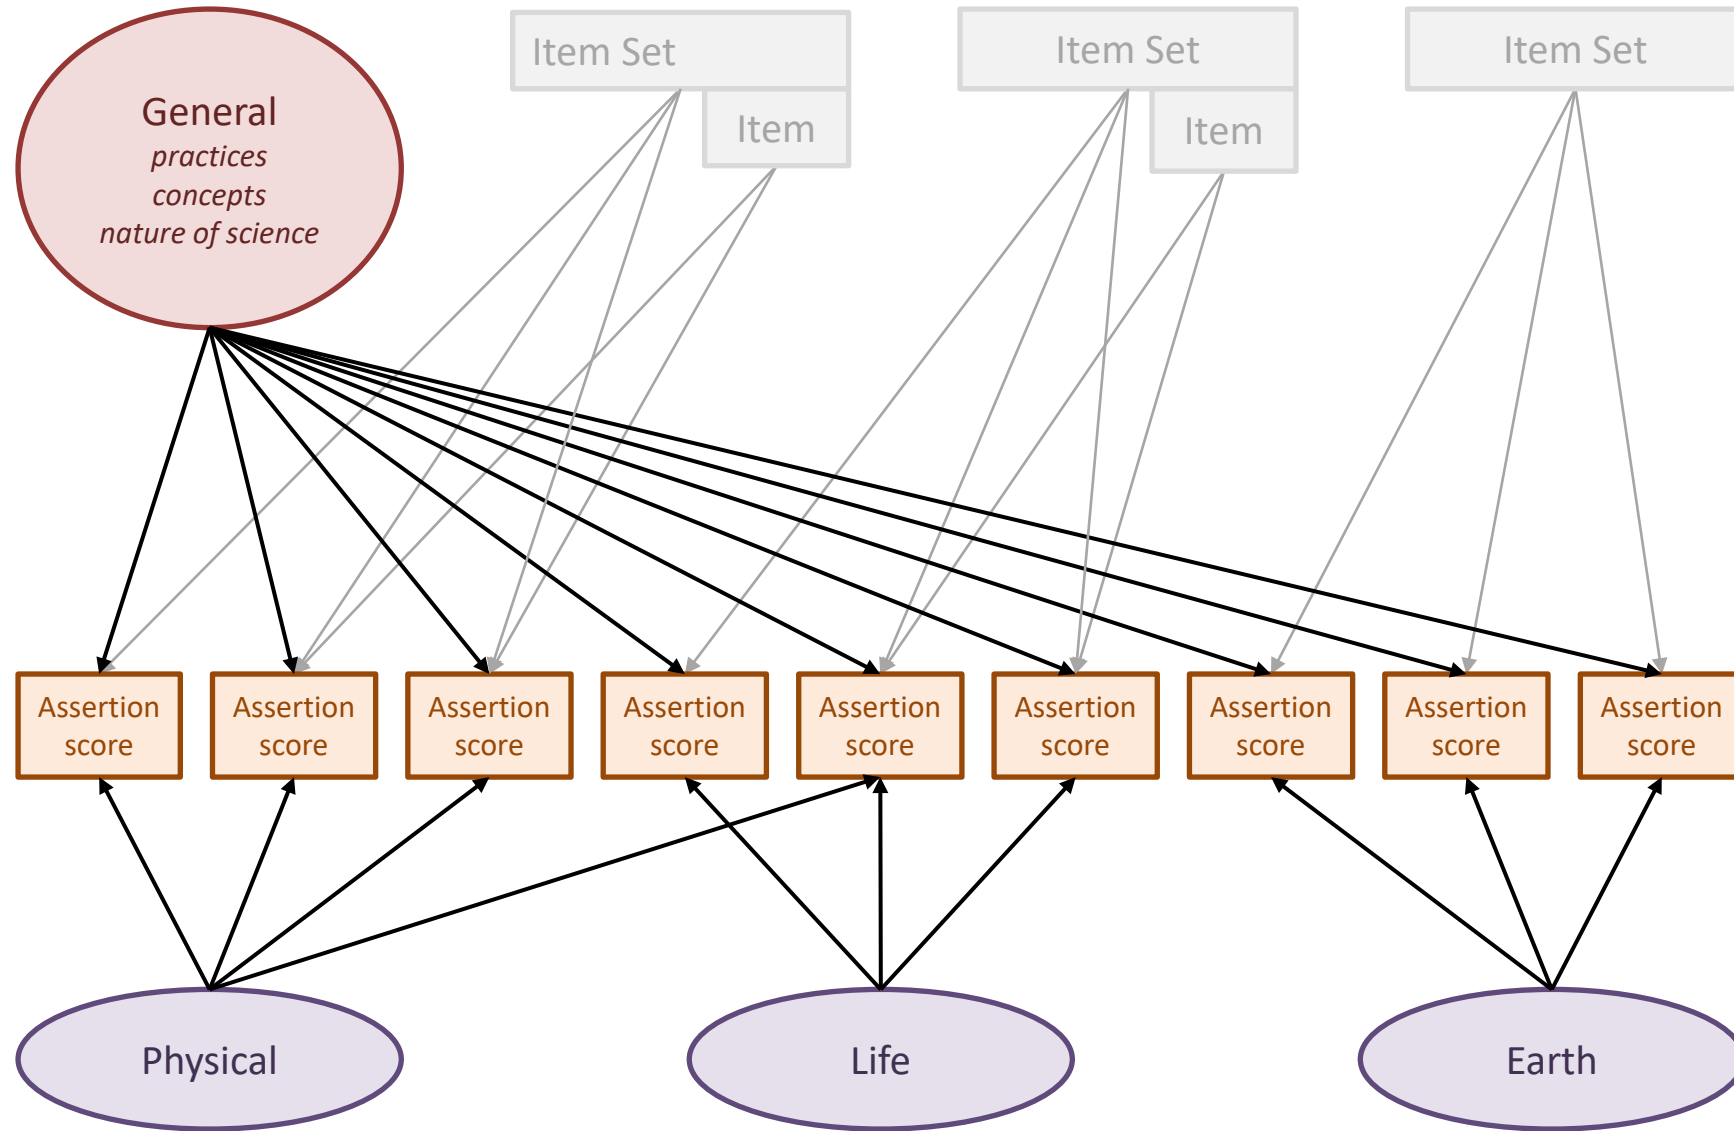 General
practices
concepts
nature of science
Item Set
Item
Item Set
Item
Item Set
Assertion
score
Assertion
score
Assertion
score
Assertion
score
Assertion
score
Assertion
score
Assertion
score
Assertion
score
Assertion
score
Physical
Life
Earth